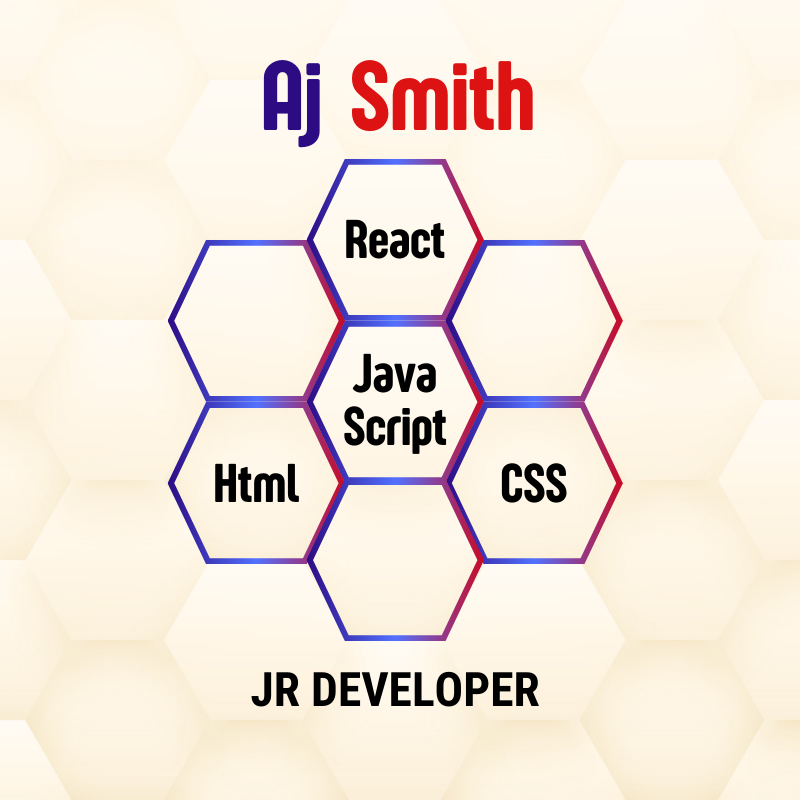 Aj Smith
React
Java
Script
Html
CSS
JR DEVELOPER